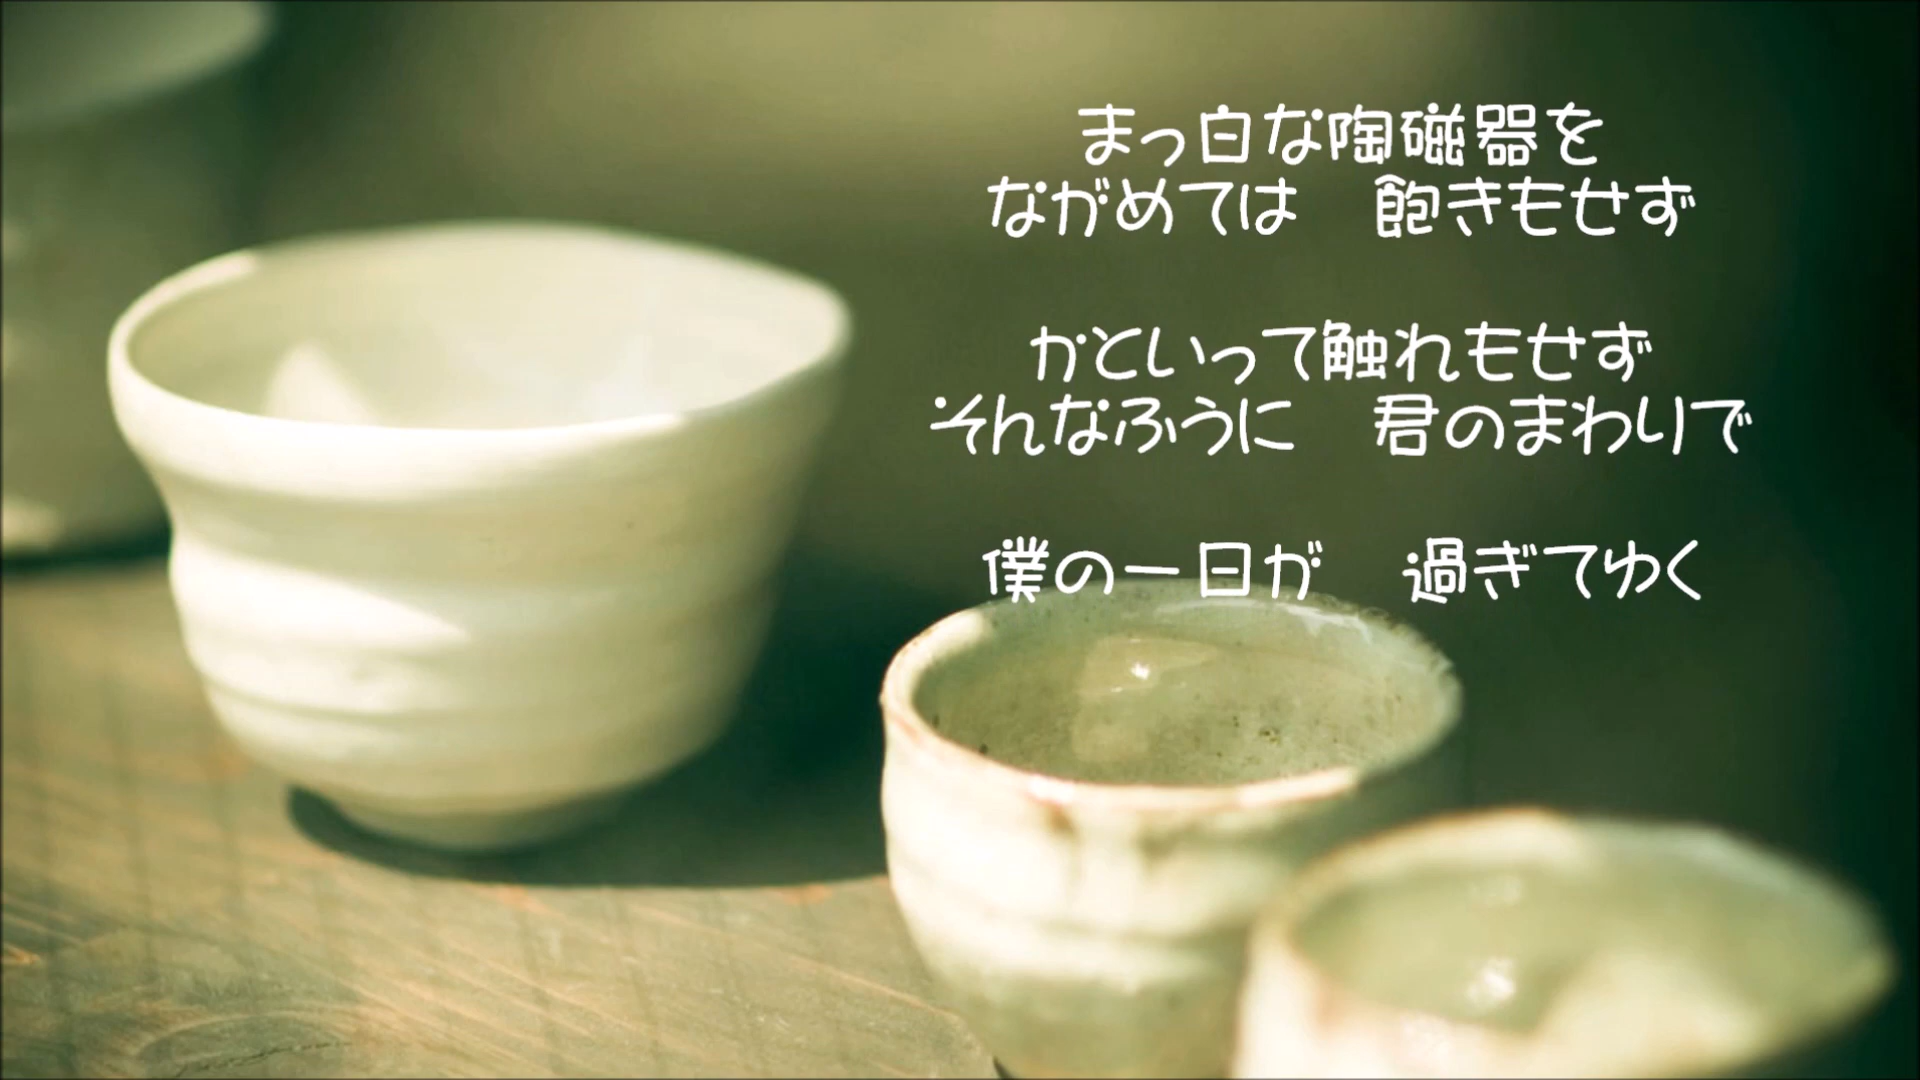 まっ白な陶磁器を
ながめては　飽きもせず
かといって触れもせず
そんなふうに　君のまわりで
僕の一日が　過ぎてゆく